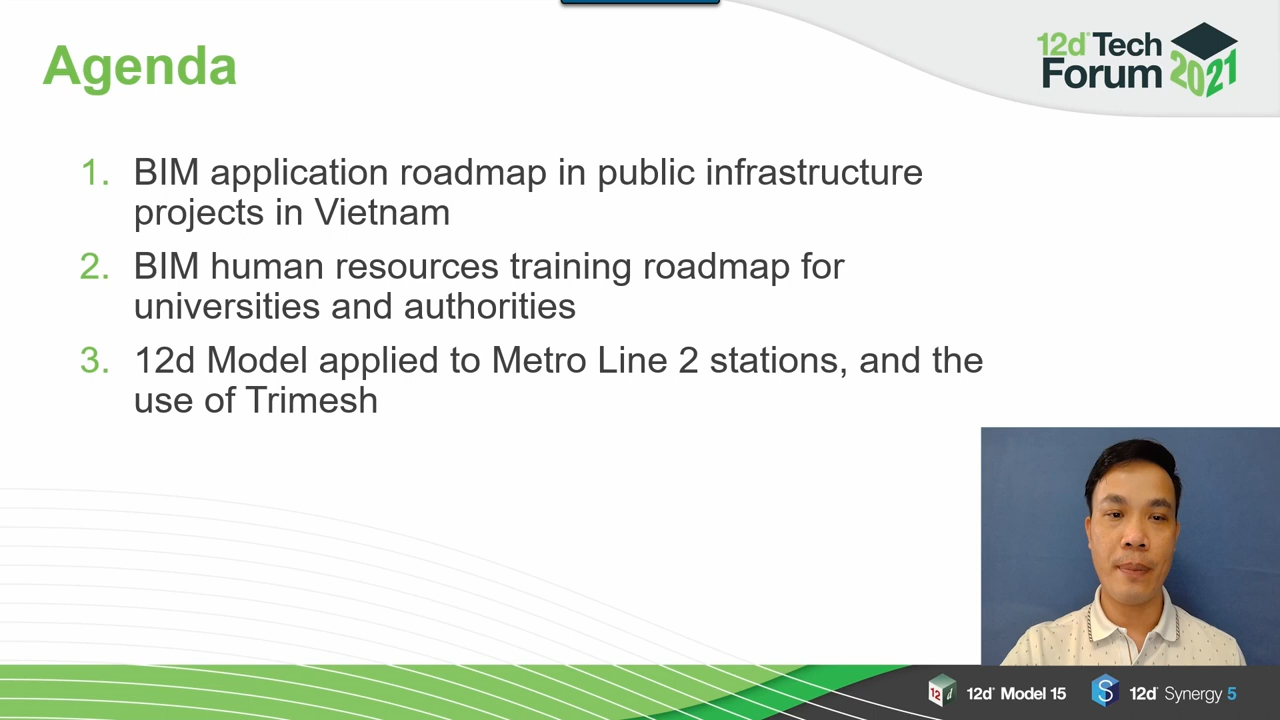 Agenda
12d Tech
Forum 2021
1. BIM application roadmap in public infrastructure
projects in Vietnam
2. BIM human resources training roadmap for
universities and authorities
3. 12d Model applied to Metro Line 2 stations, and the
use of Trimesh
12d Model 15
12d Synergy 5